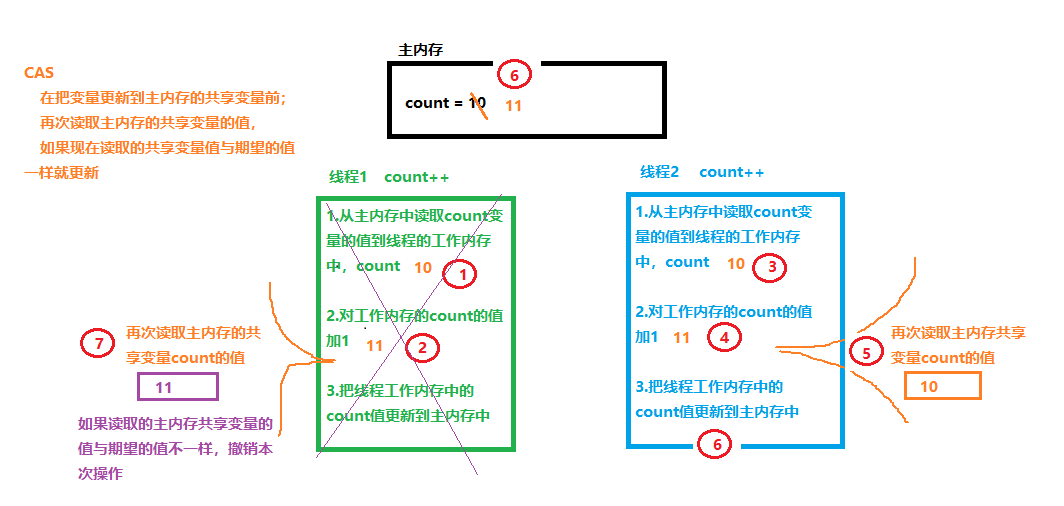 主内存
6
count = 10 11
CAS
在把变量更新到主内存的共享变量前；
再次读取主内存的共享变量的值，
如果现在读取的共享变量值与期望的值
一样就更新
线程1 count++
1.从主内存中读取count变
量的值到线程的工作内存
中，count 10 1
2.对工作内存的count的值
加1 11 2
3.把线程工作内存中的
count值更新到主内存中
7 再次读取主内存的共
享变量count的值
11
如果读取的主内存共享变量的
值与期望的值不一样，撤销本
次操作
线程2 count++
1.从主内存中读取count变
量的值到线程的工作内存
中，count 10 3
2.对工作内存的count的值
加1 11 4
3.把线程工作内存中的
count值更新到主内存中
6
5 再次读取主内存共享
变量count的值
10